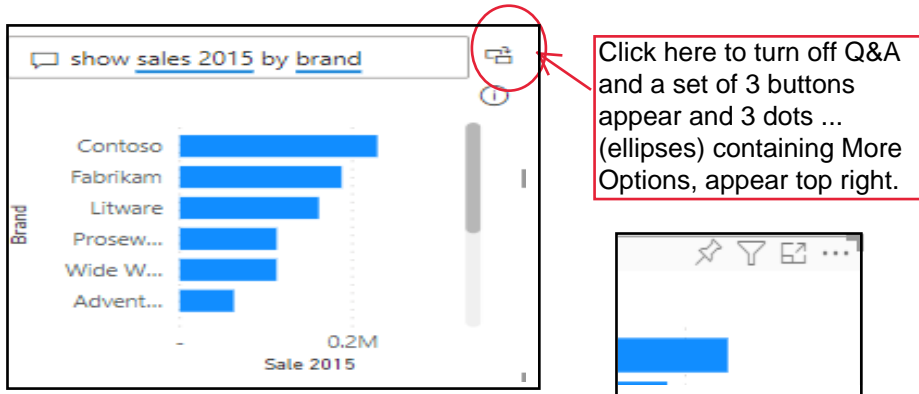 show sales 2015 by brand
Click here to turn off Q&A
and a set of 3 buttons
appear and 3 dots ...
(ellipses) containing More
Options, appear top right.
Brand
Contoso
Fabrikam
Litware
Prosew...
Wide W...
Advent...
- 0.2M
Sale 2015